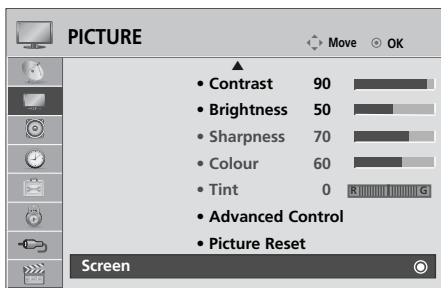 PICTURE Move OK
• Contrast 90
• Brightness 50
• Sharpness 70
• Colour 60
• Tint 0 R G
• Advanced Control
• Picture Reset
Screen